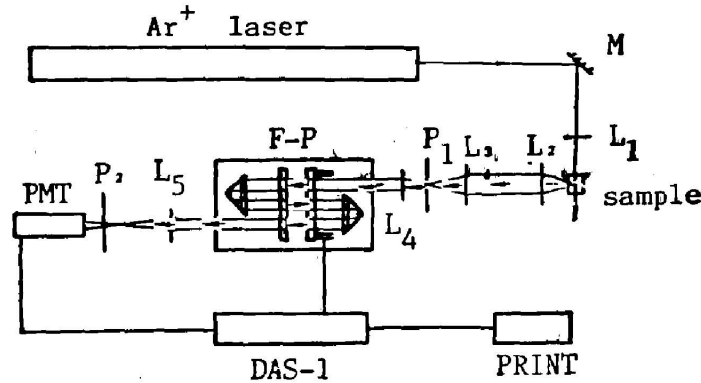 Ar⁺ laser
M
F-P
P₁ L₃ L₂ L₁
PMT P₂ L₅ sample
L₄
DAS-1 PRINT